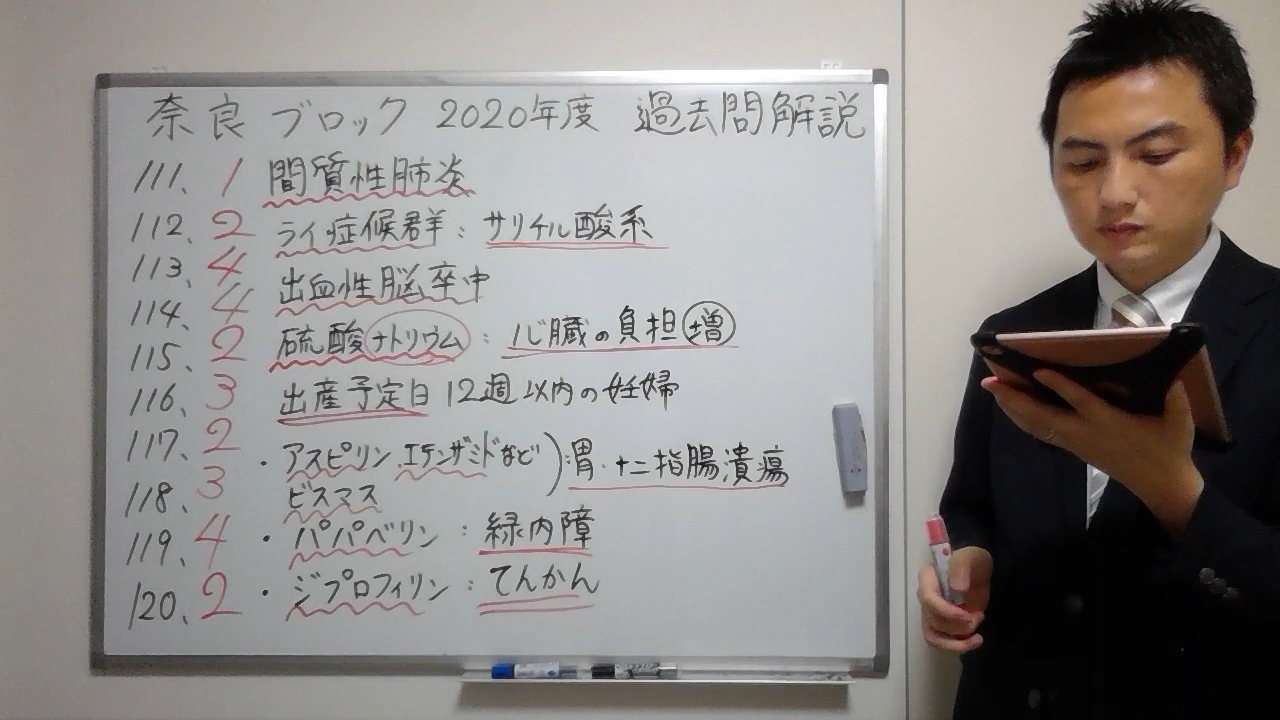 奈良ブロック 2020年度 過去問解説
111. 1 間質性肺炎
112. 2 ライ症候群：サリチル酸系
113. 4 出血性脳卒中
114. 4
115. 2 硫酸ナトリウム：心臓の負担増
116. 3 出産予定日12週以内の妊婦
117. 2 ・アスピリン.エテンザミドなど):胃・十二指腸潰瘍
118. 3 ビスマス
119. 4 ・パパベリン：緑内障
120. 2 ・ジプロフィリン：てんかん